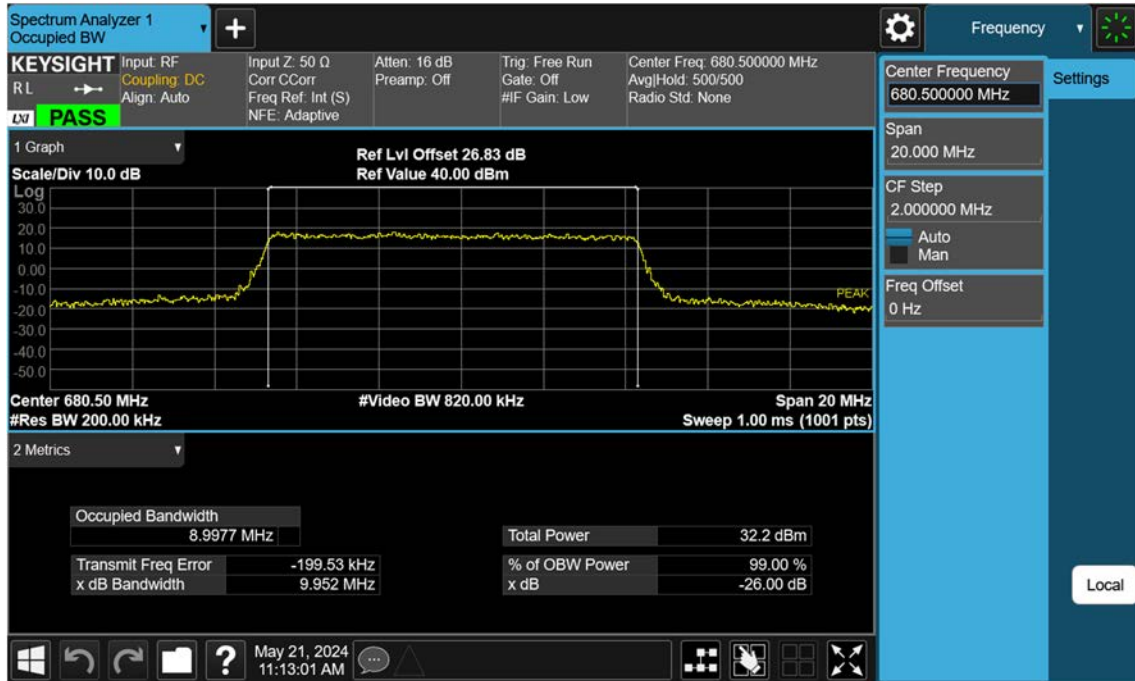 Spectrum Analyzer 1
Occupied BW
Frequency
KEYSIGHT
R L
LXI PASS
Input: RF
Coupling: DC
Align: Auto
Input Z: 50 Ω
Corr CCorr
Freq Ref: Int (S)
NFE: Adaptive
Atten: 16 dB
Preamp: Off
Trig: Free Run
Gate: Off
#IF Gain: Low
Center Freq: 680.500000 MHz
Avg|Hold: 500/500
Radio Std: None
Center Frequency
680.500000 MHz
Settings
Span
20.000 MHz
CF Step
2.000000 MHz
Auto
Man
Freq Offset
0 Hz
Local
1 Graph
Ref Lvl Offset 26.83 dB
Scale/Div 10.0 dB
Ref Value 40.00 dBm
Log
30.0
20.0
10.0
0.00
-10.0
PEAK
-20.0
-30.0
-40.0
-50.0
Center 680.50 MHz
#Video BW 820.00 kHz
Span 20 MHz
#Res BW 200.00 kHz
Sweep 1.00 ms (1001 pts)
2 Metrics
Occupied Bandwidth
8.9977 MHz
Total Power 32.2 dBm
Transmit Freq Error -199.53 kHz
% of OBW Power 99.00 %
x dB Bandwidth 9.952 MHz
x dB -26.00 dB
?
May 21, 2024
11:13:01 AM